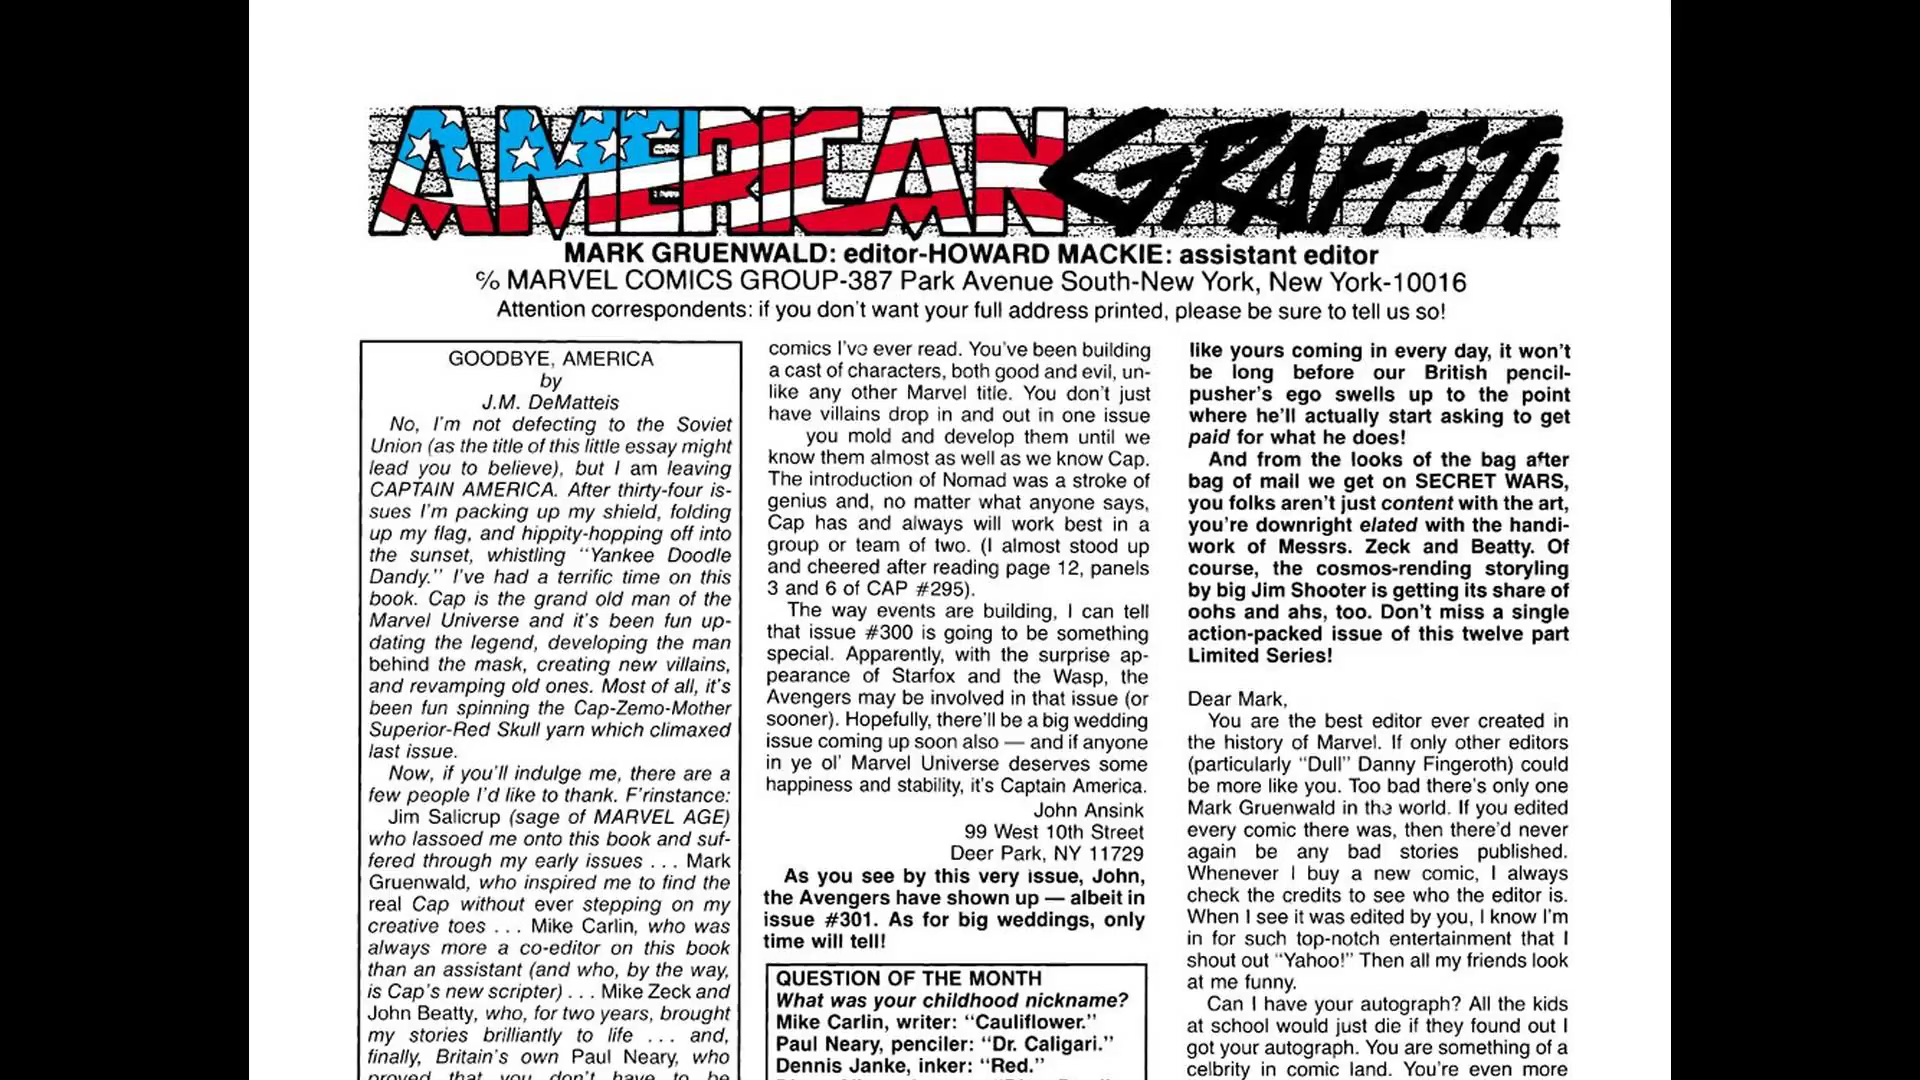 AMERICAN GRAFFITI
MARK GRUENWALD: editor-HOWARD MACKIE: assistant editor
℅ MARVEL COMICS GROUP-387 Park Avenue South-New York, New York-10016
Attention correspondents: if you don't want your full address printed, please be sure to tell us so!
GOODBYE, AMERICA
by
J.M. DeMatteis
No, I'm not defecting to the Soviet
Union (as the title of this little essay might
lead you to believe), but I am leaving
CAPTAIN AMERICA. After thirty-four is-
sues I'm packing up my shield, folding
up my flag, and hippity-hopping off into
the sunset, whistling "Yankee Doodle
Dandy." I've had a terrific time on this
book. Cap is the grand old man of the
Marvel Universe and it's been fun up-
dating the legend, developing the man
behind the mask, creating new villains,
and revamping old ones. Most of all, it's
been fun spinning the Cap-Zemo-Mother
Superior-Red Skull yarn which climaxed
last issue.
Now, if you'll indulge me, there are a
few people I'd like to thank. F'rinstance:
Jim Salicrup (sage of MARVEL AGE)
who lassoed me onto this book and suf-
fered through my early issues . . . Mark
Gruenwald, who inspired me to find the
real Cap without ever stepping on my
creative toes . . . Mike Carlin, who was
always more a co-editor on this book
than an assistant (and who, by the way,
is Cap's new scripter) . . . Mike Zeck and
John Beatty, who, for two years, brought
my stories brilliantly to life . . . and,
finally, Britain's own Paul Neary, who
proved that you don't have to be
comics I've ever read. You've been building
a cast of characters, both good and evil, un-
like any other Marvel title. You don't just
have villains drop in and out in one issue
you mold and develop them until we
know them almost as well as we know Cap.
The introduction of Nomad was a stroke of
genius and, no matter what anyone says,
Cap has and always will work best in a
group or team of two. (I almost stood up
and cheered after reading page 12, panels
3 and 6 of CAP #295).
The way events are building, I can tell
that issue #300 is going to be something
special. Apparently, with the surprise ap-
pearance of Starfox and the Wasp, the
Avengers may be involved in that issue (or
sooner). Hopefully, there'll be a big wedding
issue coming up soon also — and if anyone
in ye ol' Marvel Universe deserves some
happiness and stability, it's Captain America.
John Ansink
99 West 10th Street
Deer Park, NY 11729
As you see by this very issue, John,
the Avengers have shown up — albeit in
issue #301. As for big weddings, only
time will tell!
QUESTION OF THE MONTH
What was your childhood nickname?
Mike Carlin, writer: "Cauliflower."
Paul Neary, penciler: "Dr. Caligari."
Dennis Janke, inker: "Red."
like yours coming in every day, it won't
be long before our British pencil-
pusher's ego swells up to the point
where he'll actually start asking to get
paid for what he does!
And from the looks of the bag after
bag of mail we get on SECRET WARS,
you folks aren't just content with the art,
you're downright elated with the handi-
work of Messrs. Zeck and Beatty. Of
course, the cosmos-rending storyling
by big Jim Shooter is getting its share of
oohs and ahs, too. Don't miss a single
action-packed issue of this twelve part
Limited Series!
Dear Mark,
You are the best editor ever created in
the history of Marvel. If only other editors
(particularly "Dull" Danny Fingeroth) could
be more like you. Too bad there's only one
Mark Gruenwald in the world. If you edited
every comic there was, then there'd never
again be any bad stories published.
Whenever I buy a new comic, I always
check the credits to see who the editor is.
When I see it was edited by you, I know I'm
in for such top-notch entertainment that I
shout out "Yahoo!" Then all my friends look
at me funny.
Can I have your autograph? All the kids
at school would just die if they found out I
got your autograph. You are something of a
celbrity in comic land. You're even more